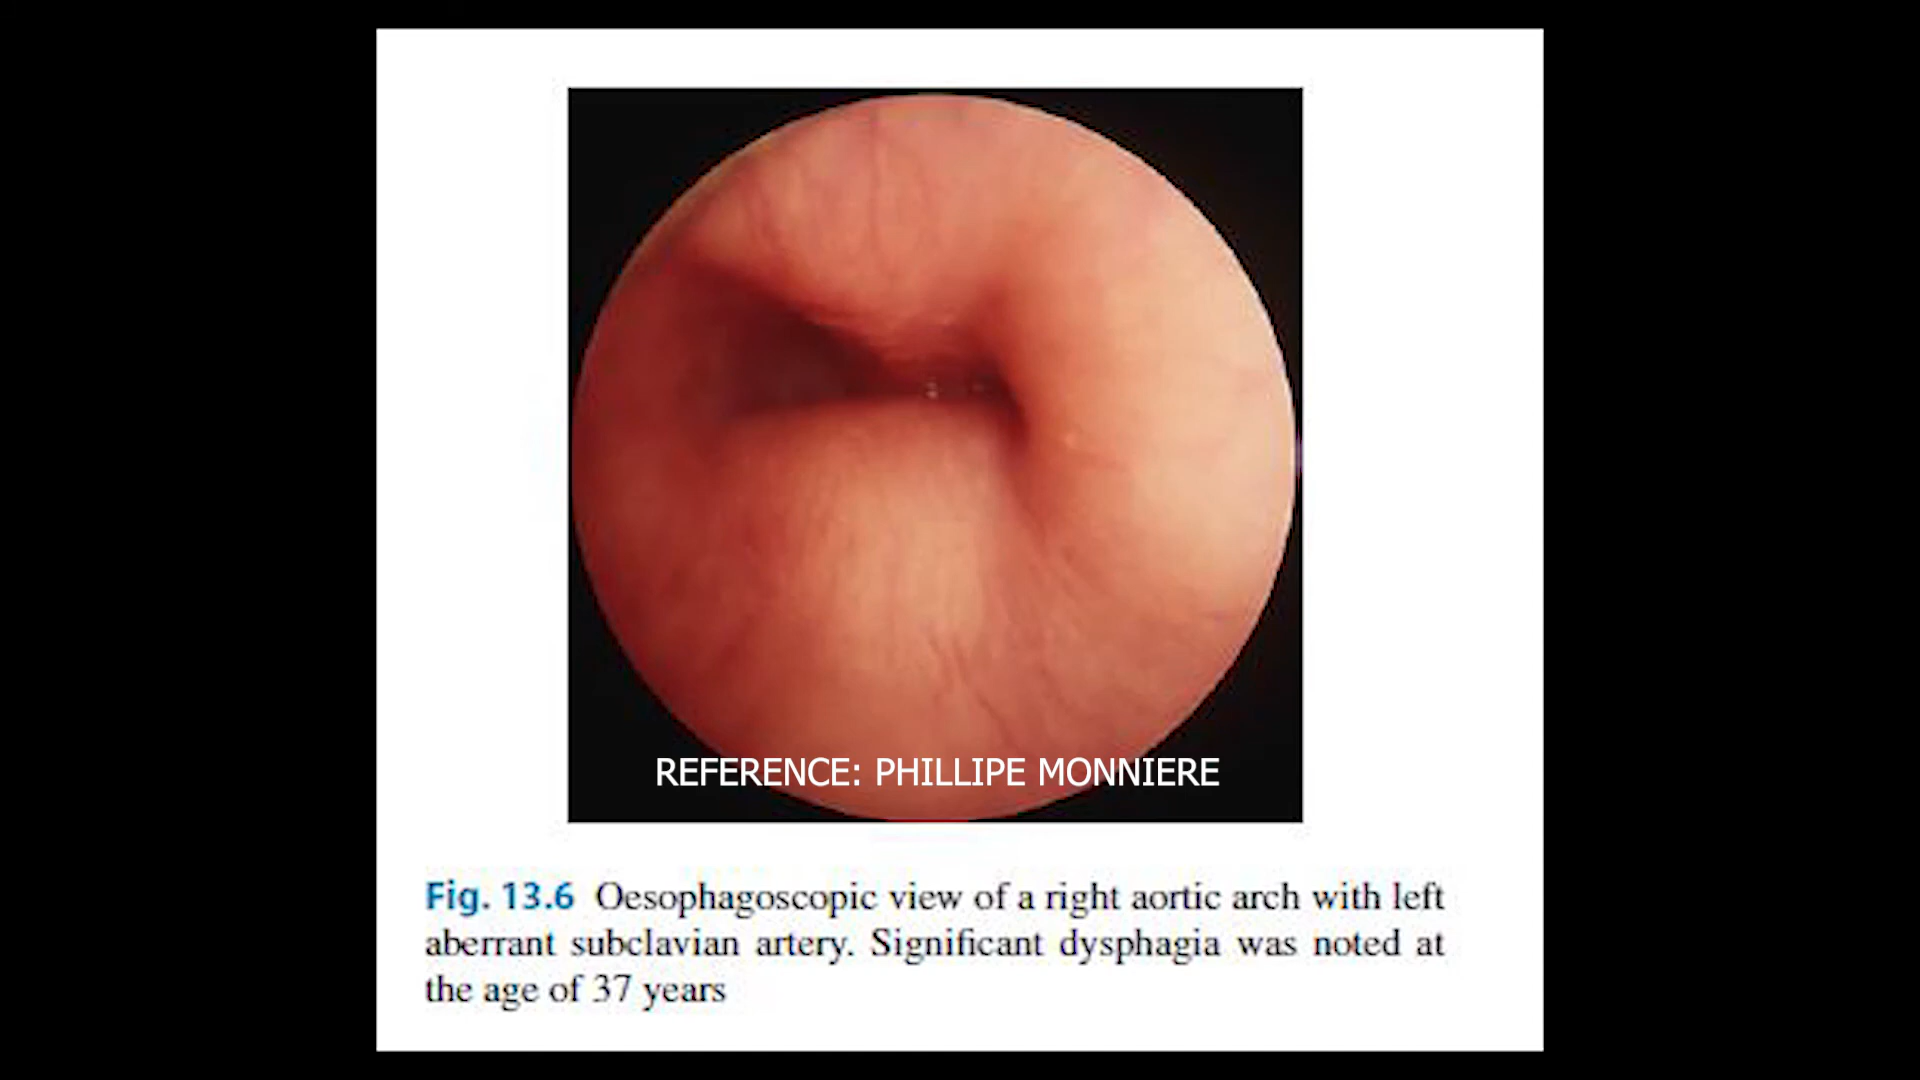 REFERENCE: PHILLIPE MONNIERE
Fig. 13.6 Oesophagoscopic view of a right aortic arch with left
aberrant subclavian artery. Significant dysphagia was noted at
the age of 37 years